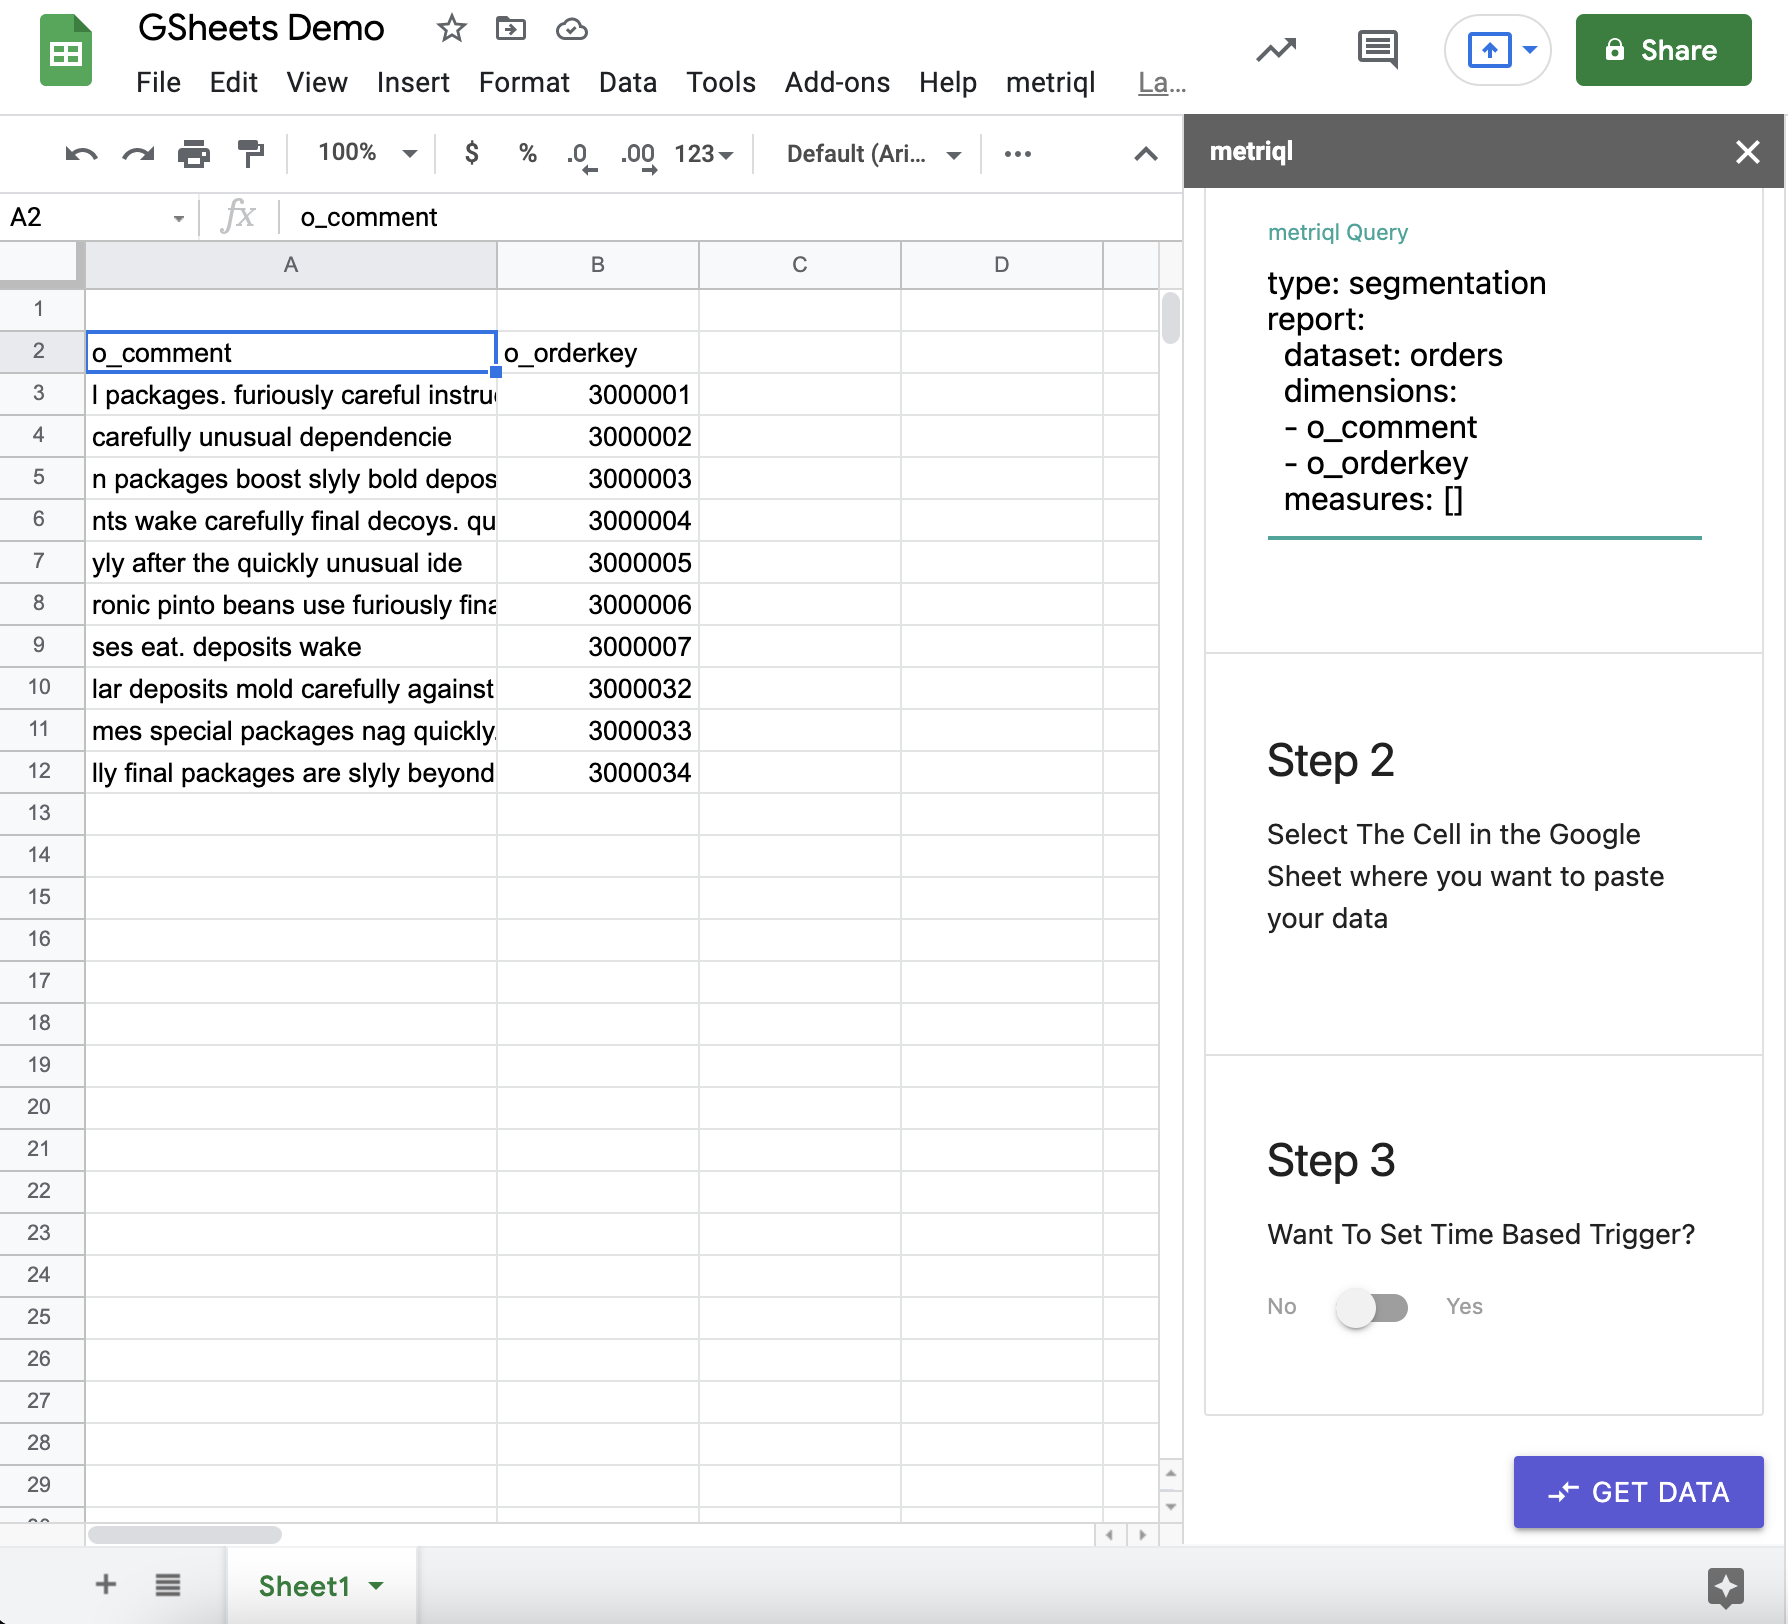 GSheets Demo
File Edit View Insert Format Data Tools Add-ons Help metriql La...
Share
100% $ % .0 .00 123 Default (Ari... ...
A2 fx o_comment
A B C D
1
2 o_comment o_orderkey
3 l packages. furiously careful instru 3000001
4 carefully unusual dependencie 3000002
5 n packages boost slyly bold depos 3000003
6 nts wake carefully final decoys. qu 3000004
7 yly after the quickly unusual ide 3000005
8 ronic pinto beans use furiously fina 3000006
9 ses eat. deposits wake 3000007
10 lar deposits mold carefully against 3000032
11 mes special packages nag quickly. 3000033
12 lly final packages are slyly beyond 3000034
13
14
15
16
17
18
19
20
21
22
23
24
25
26
27
28
29
Sheet1
metriql
metriql Query
type: segmentation
report:
  dataset: orders
  dimensions:
  - o_comment
  - o_orderkey
  measures: []
Step 2
Select The Cell in the Google
Sheet where you want to paste
your data
Step 3
Want To Set Time Based Trigger?
No Yes
GET DATA